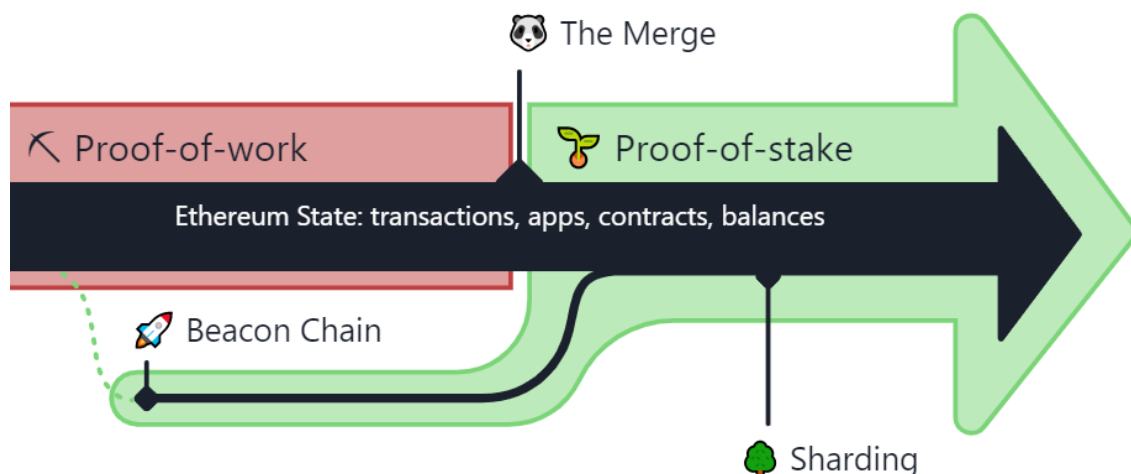 The Merge
Proof-of-work
Proof-of-stake
Ethereum State: transactions, apps, contracts, balances
Beacon Chain
Sharding